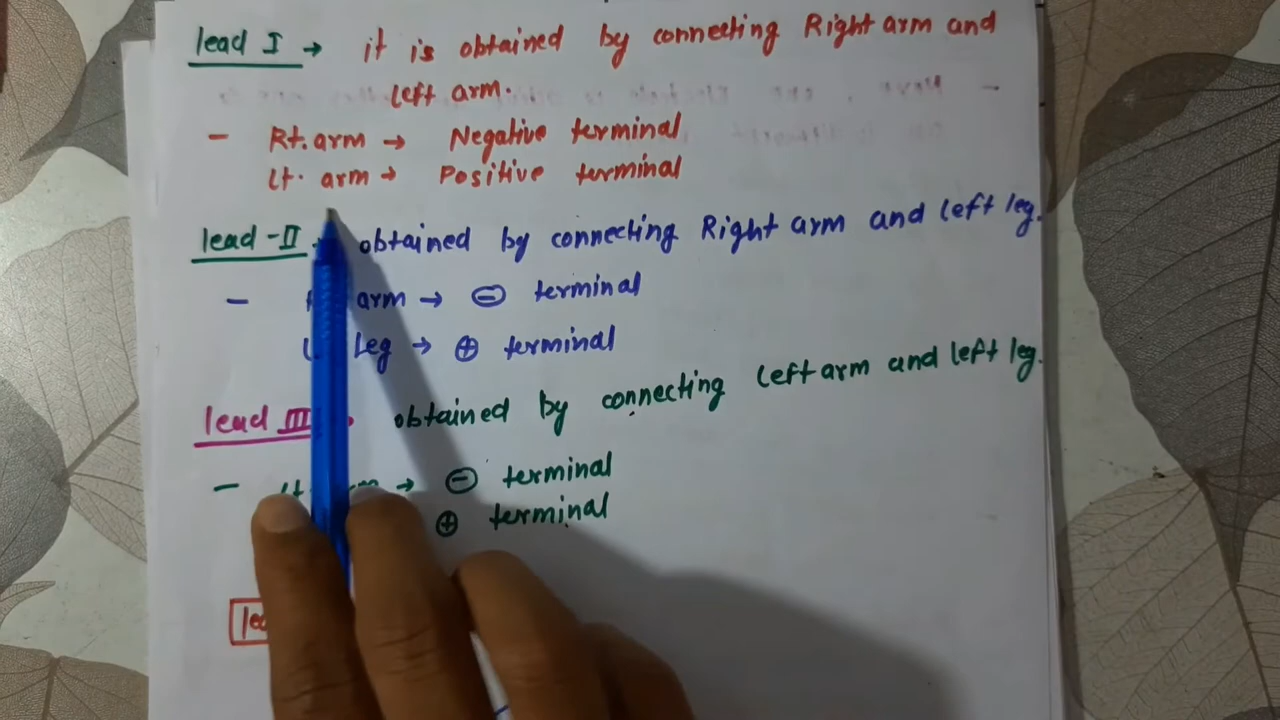 lead I → it is obtained by connecting Right arm and
left arm.
- Rt. arm → Negative terminal
Lt. arm → Positive terminal
lead - II → obtained by connecting Right arm and left leg.
- arm → ⊖ terminal
Leg → ⊕ terminal
lead III → obtained by connecting left arm and left leg.
- Lt. → ⊖ terminal
⊕ terminal